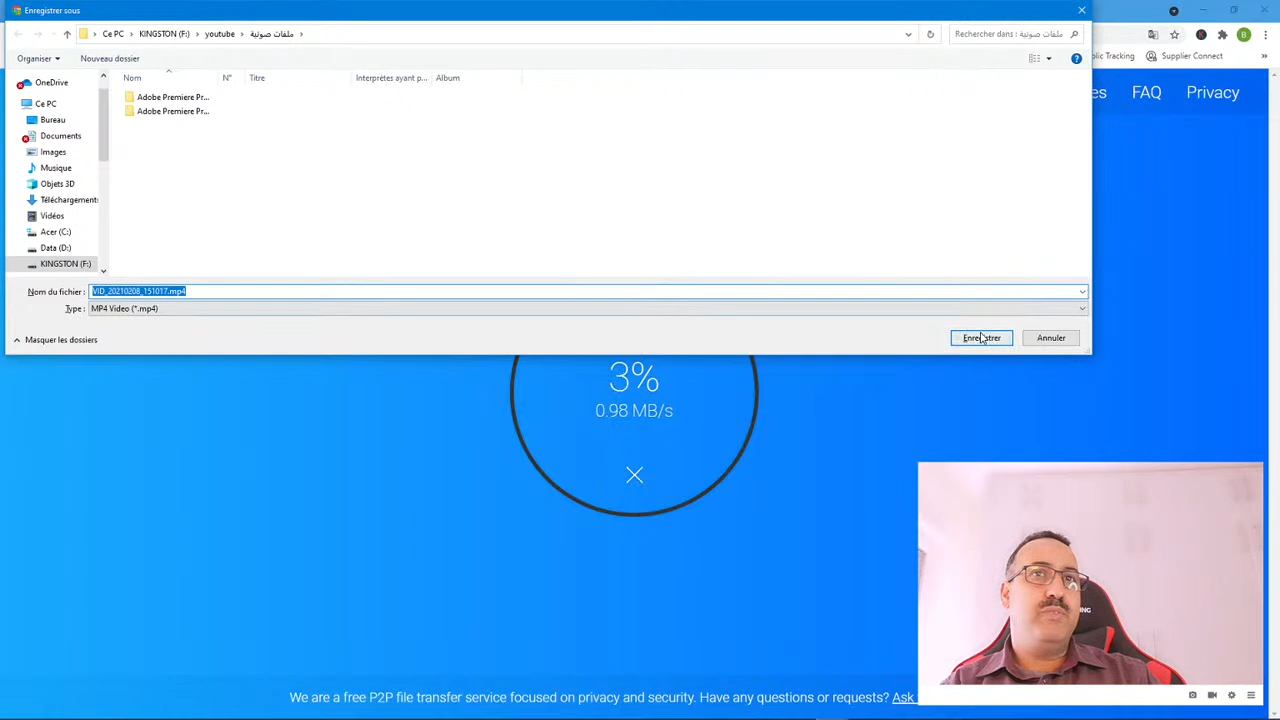 Enregistrer sous
Ce PC › KINGSTON (F:) › youtube › ملفات صوتية ›
Rechercher dans : ملفات صوتية
Organiser
Nouveau dossier
Supplier Connect
Nom
N°
Titre
Interprètes ayant p...
Album
OneDrive
Ce PC
Bureau
Documents
Images
Musique
Objets 3D
Téléchargements
Vidéos
Acer (C:)
Data (D:)
KINGSTON (F:)
Adobe Premiere Pr...
Adobe Premiere Pr...
FAQ
Privacy
Nom du fichier : VID_20210208_151017.mp4
Type : MP4 Video (*.mp4)
Masquer les dossiers
Enregistrer
Annuler
3%
0.98 MB/s
We are a free P2P file transfer service focused on privacy and security. Have any questions or requests? Ask